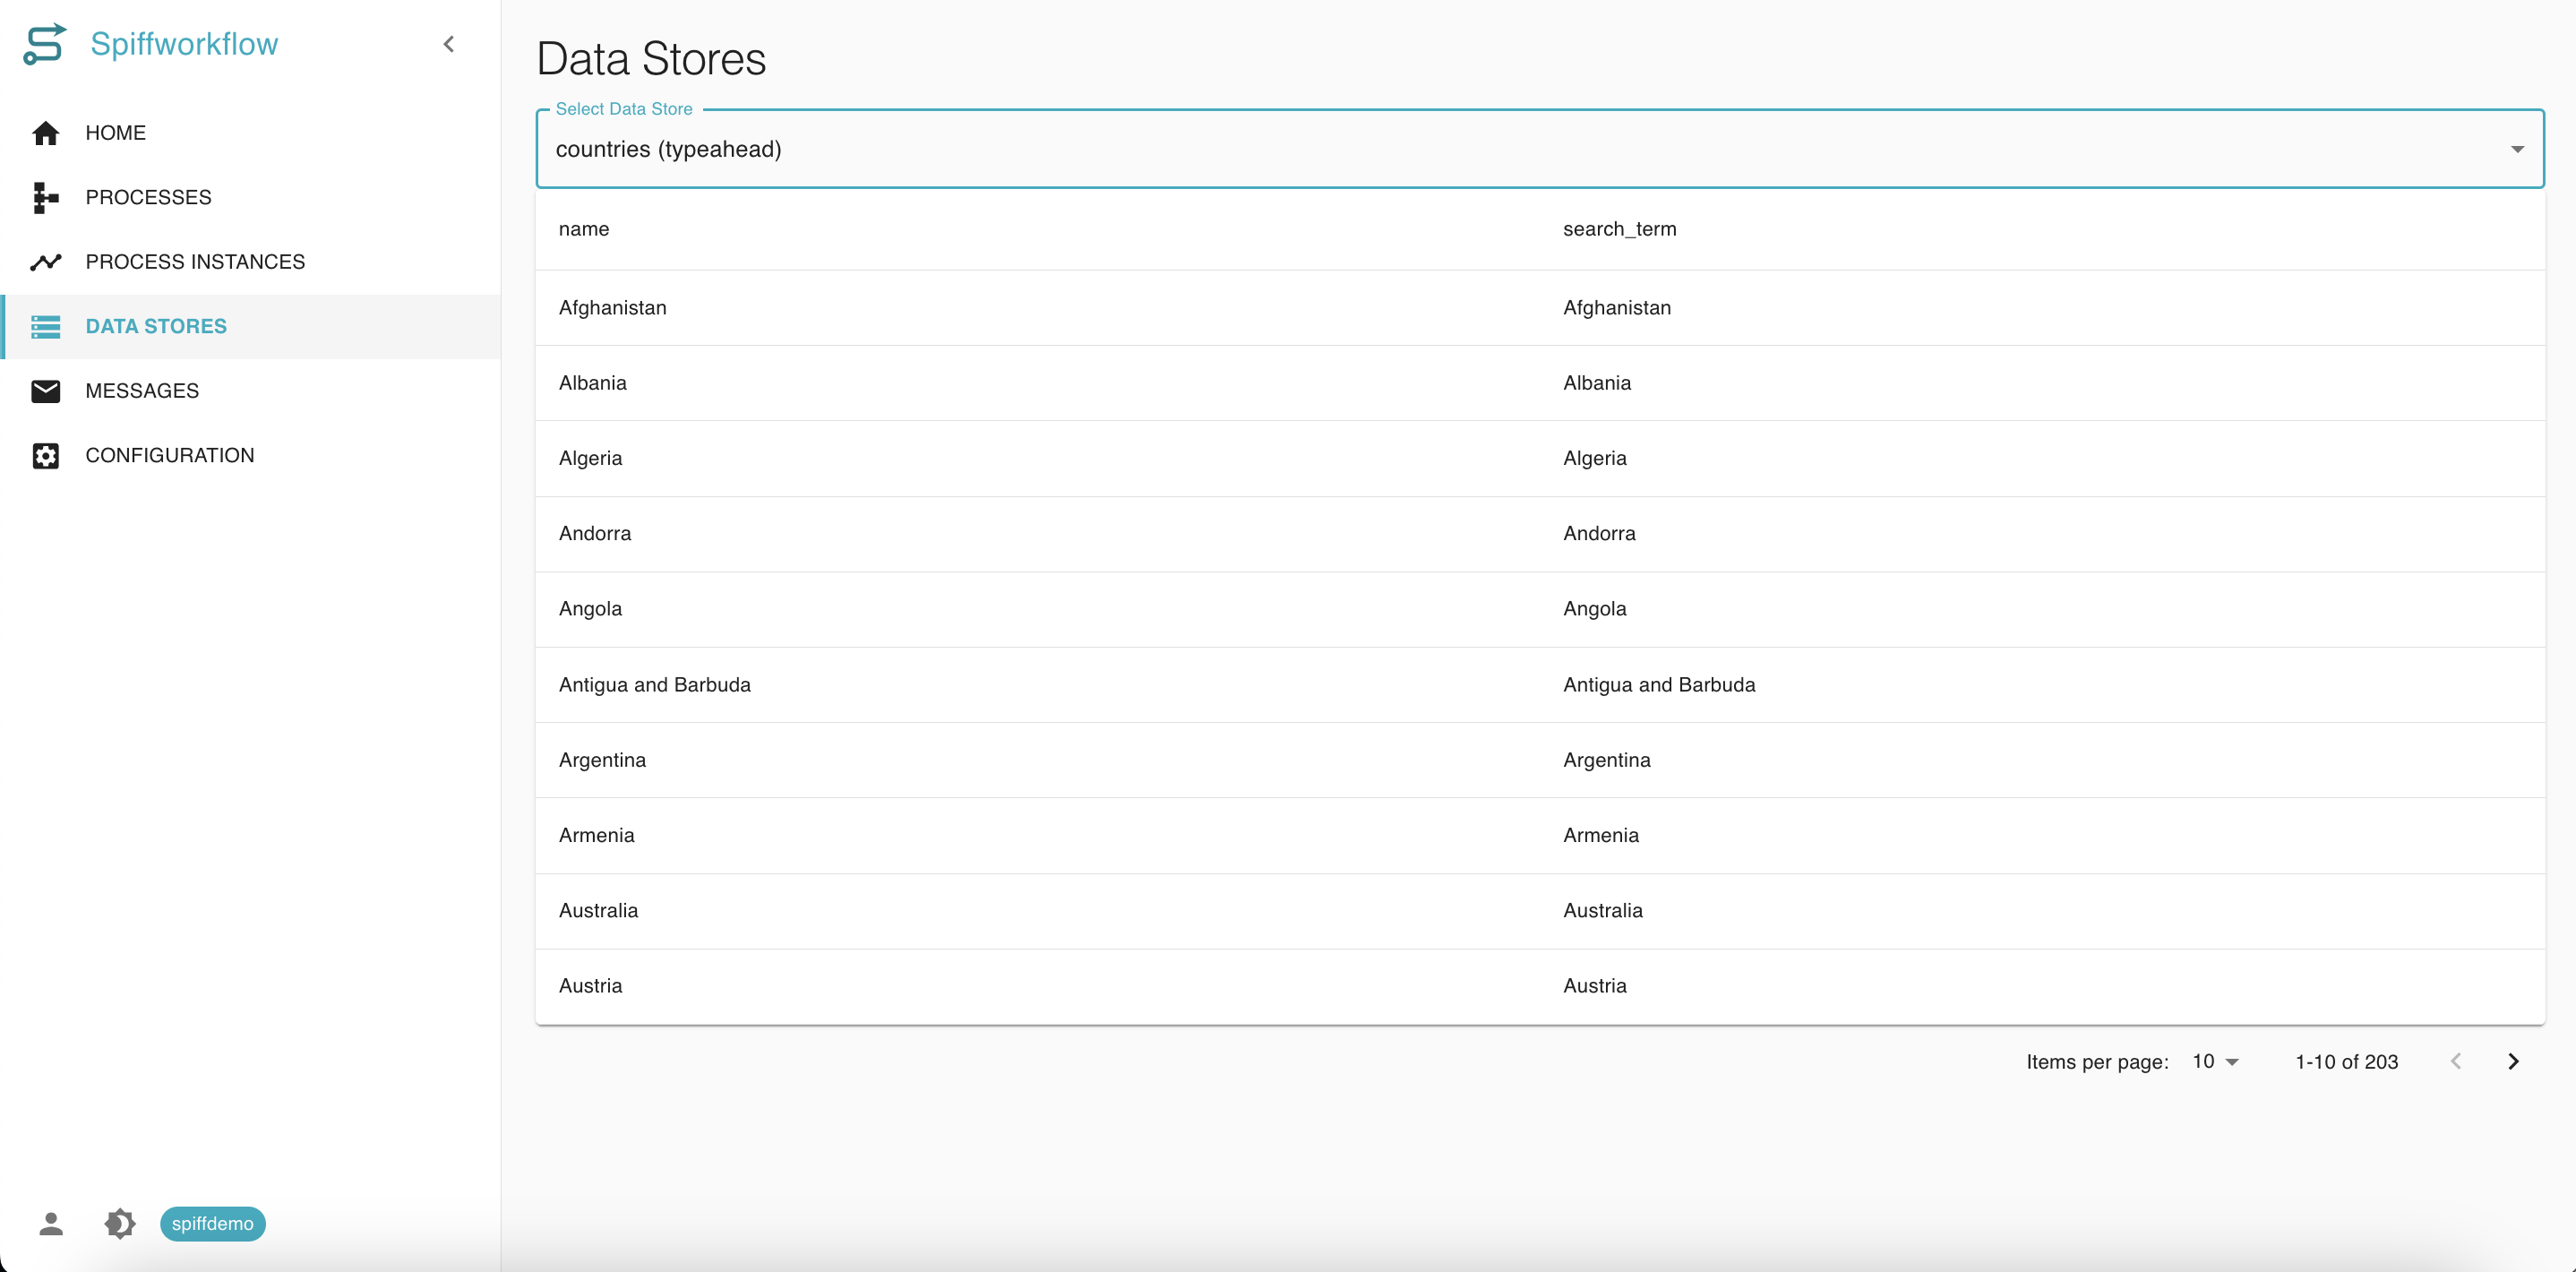 Spiffworkflow
HOME
PROCESSES
PROCESS INSTANCES
DATA STORES
MESSAGES
CONFIGURATION
spiffdemo
Data Stores
Select Data Store
countries (typeahead)
name search_term
Afghanistan Afghanistan
Albania Albania
Algeria Algeria
Andorra Andorra
Angola Angola
Antigua and Barbuda Antigua and Barbuda
Argentina Argentina
Armenia Armenia
Australia Australia
Austria Austria
Items per page: 10 1-10 of 203